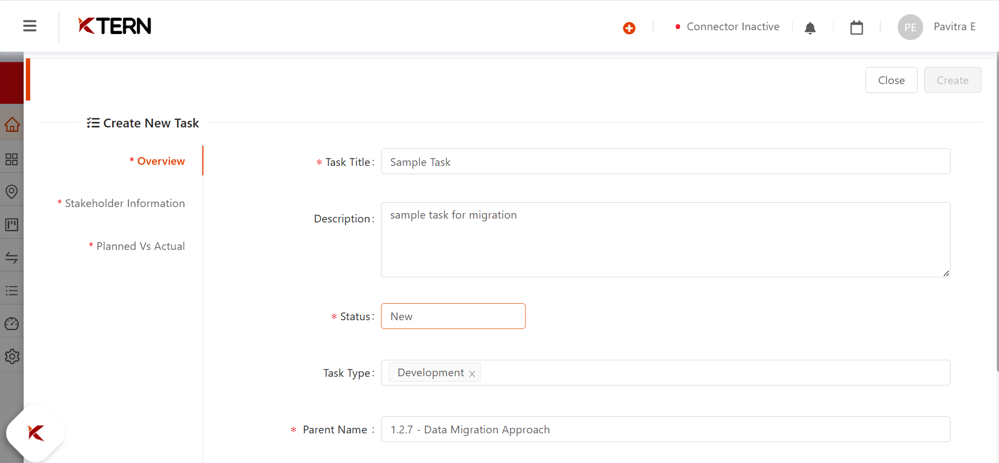 KTERN
Connector Inactive
PE
Pavitra E
Close
Create
Create New Task
* Overview
* Stakeholder Information
* Planned Vs Actual
* Task Title:
Sample Task
Description:
sample task for migration
* Status:
New
Task Type:
Development x
* Parent Name :
1.2.7 - Data Migration Approach